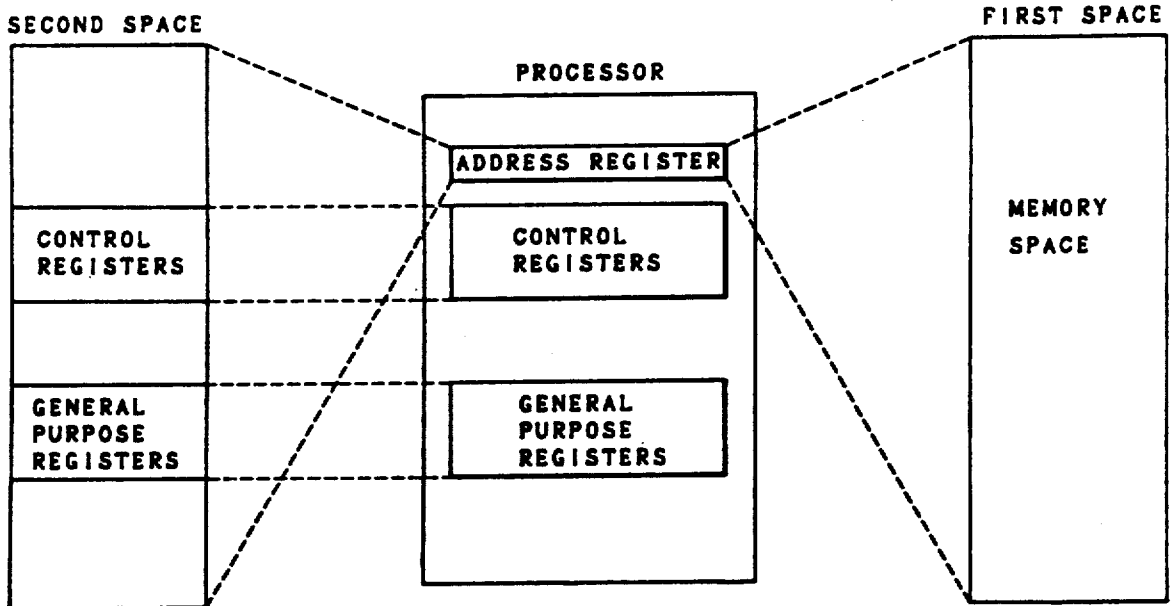 SECOND SPACE
FIRST SPACE
PROCESSOR
ADDRESS REGISTER
CONTROL
REGISTERS
CONTROL
REGISTERS
MEMORY
SPACE
GENERAL
PURPOSE
REGISTERS
GENERAL
PURPOSE
REGISTERS